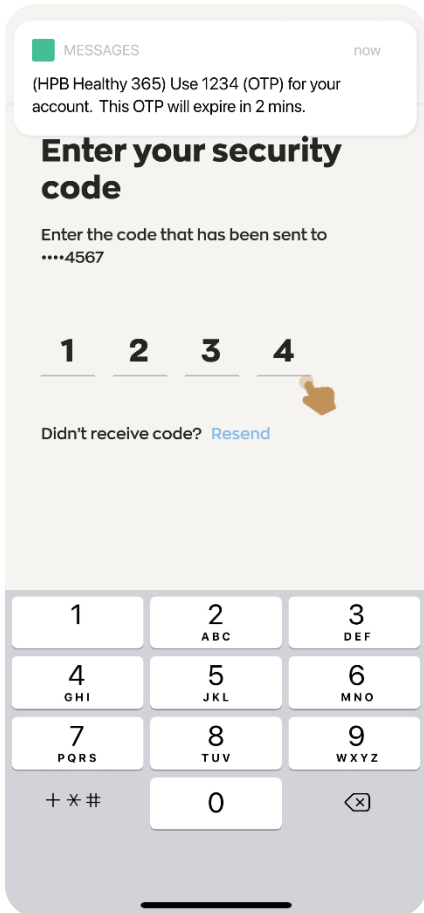 MESSAGES now
(HPB Healthy 365) Use 1234 (OTP) for your
account. This OTP will expire in 2 mins.
Enter your security
code
Enter the code that has been sent to
••••4567
1 2 3 4
Didn't receive code? Resend
1 2 3
ABC DEF
4 5 6
GHI JKL MNO
7 8 9
PQRS TUV WXYZ
+*# 0